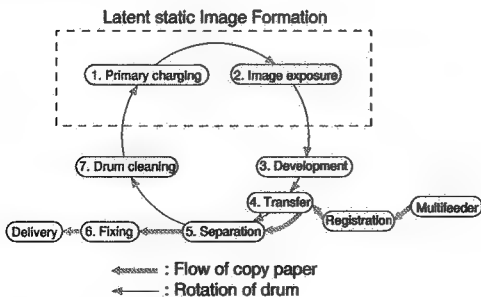 Latent static Image Formation
1. Primary charging
2. Image exposure
7. Drum cleaning
3. Development
4. Transfer
Multifeeder
Registration
Delivery
6. Fixing
5. Separation
: Flow of copy paper
: Rotation of drum